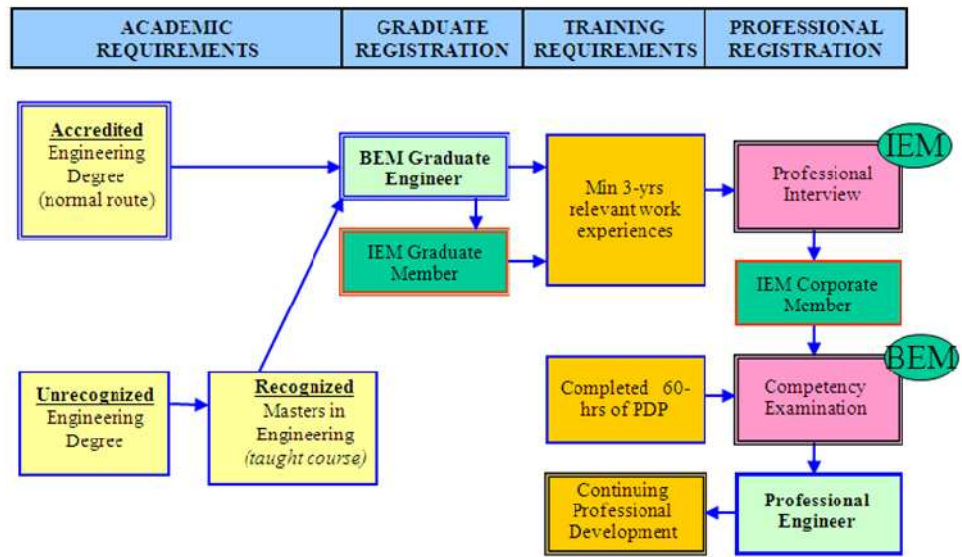 ACADEMIC
REQUIREMENTS
GRADUATE
REGISTRATION
TRAINING
REQUIREMENTS
PROFESSIONAL
REGISTRATION
Accredited
Engineering
Degree
(normal route)
BEM Graduate
Engineer
IEM Graduate
Member
Min 3-yrs
relevant work
experiences
IEM
Professional
Interview
IEM Corporate
Member
BEM
Unrecognized
Engineering
Degree
Recognized
Masters in
Engineering
(taught course)
Completed 60-
hrs of PDP
Competency
Examination
Continuing
Professional
Development
Professional
Engineer